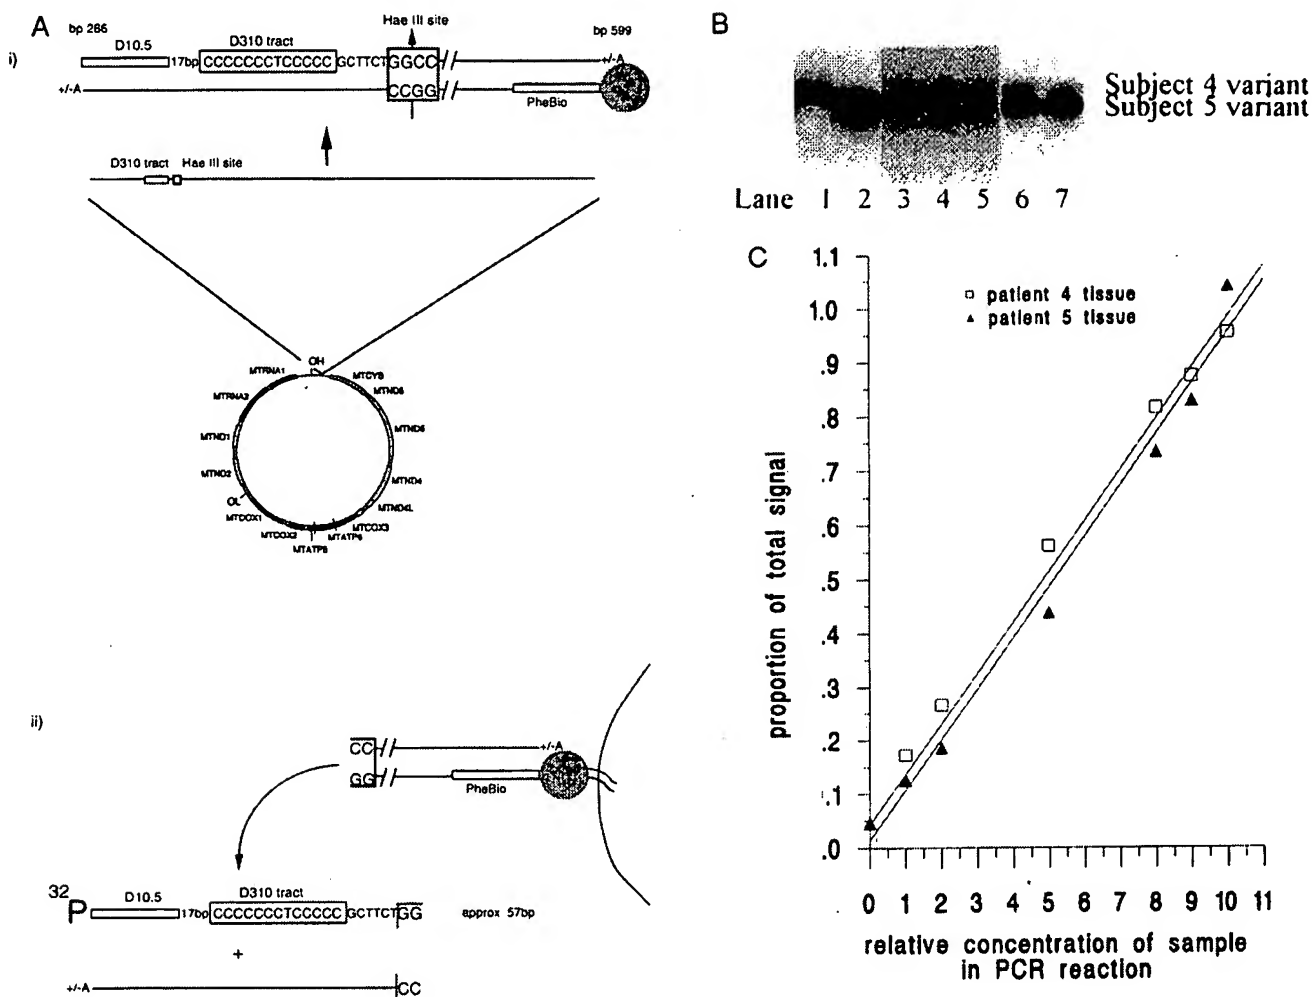 A
i)
bp 286
Hae III site
bp 599
D10.5
17bp
D310 tract
CCCCCCCTCCCCC
GCTTCT
GGCC
+/-A
+/-A
CCGG
PheBio
D310 tract
Hae III site
OH
MTRNA1
MTCYB
MTRNA2
MTND6
MTND1
MTND5
MTND2
MTND4
OL
MTND4L
MTCOX1
MTCOX3
MTCOX2
MTATP6
MTATP8
ii)
CC
+/-A
GG
PheBio
32
P
D10.5
17bp
D310 tract
CCCCCCCTCCCCC
GCTTCT
GG
approx 57bp
+
+/-A
CC
B
Subject 4 variant
Subject 5 variant
Lane 1 2 3 4 5 6 7
C
1.1
1.0
.9
.8
.7
.6
.5
.4
.3
.2
.1
.0
patient 4 tissue
patient 5 tissue
proportion of total signal
0 1 2 3 4 5 6 7 8 9 10 11
relative concentration of sample
in PCR reaction